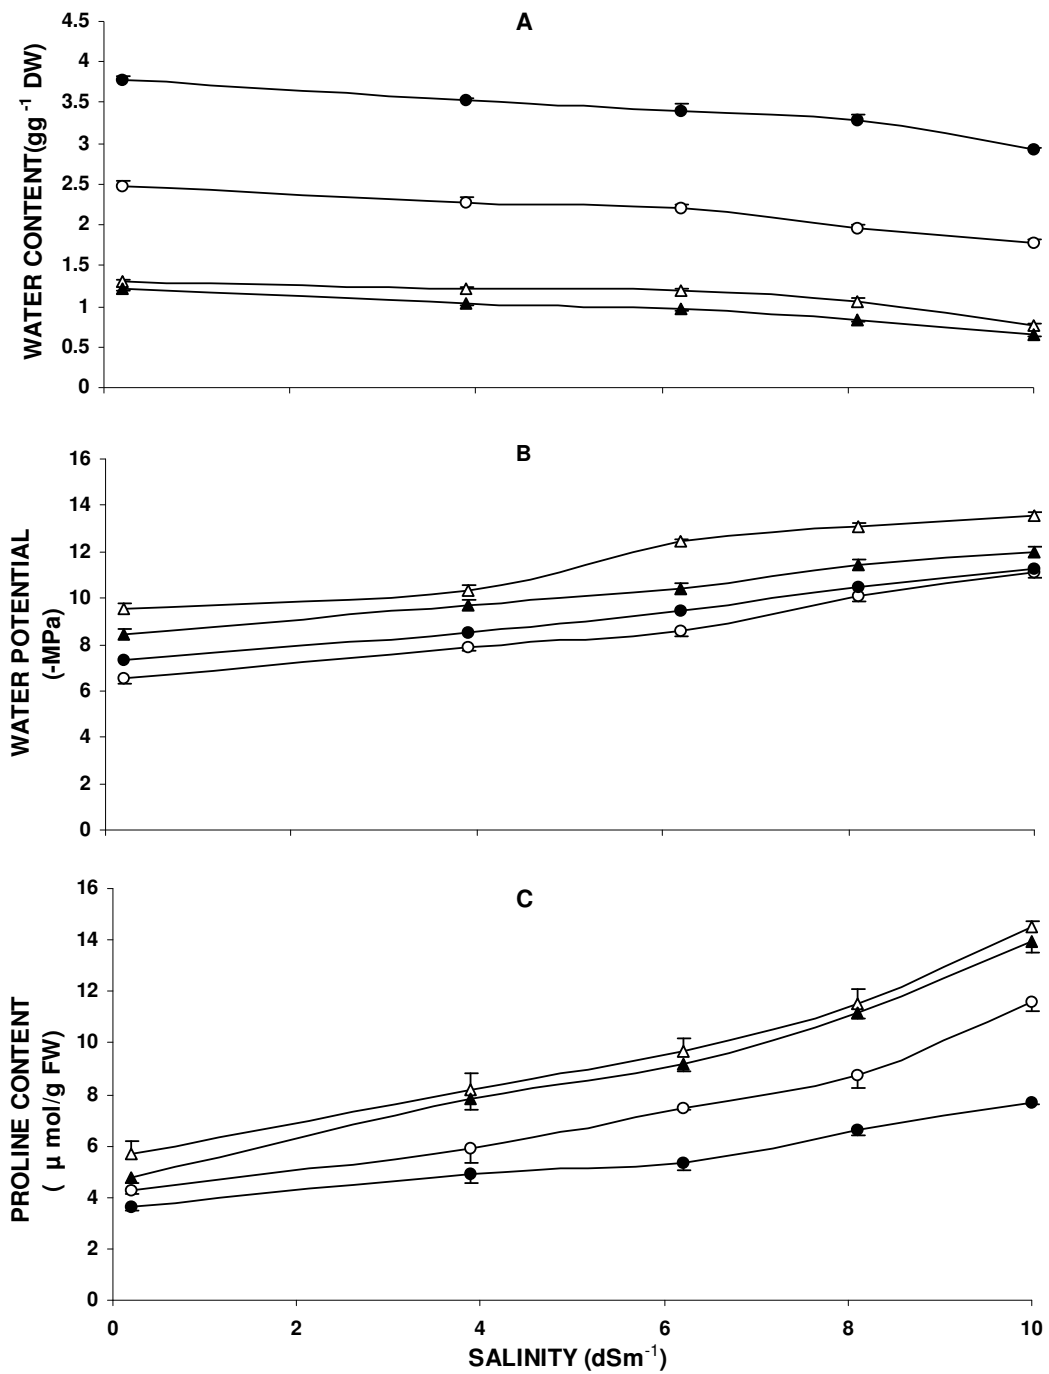 A
WATER CONTENT(gg -1 DW)
4.5
4
3.5
3
2.5
2
1.5
1
0.5
0
B
WATER POTENTIAL
(-MPa)
16
14
12
10
8
6
4
2
0
C
PROLINE CONTENT
( µ mol/g FW)
16
14
12
10
8
6
4
2
0
0 2 4 6 8 10
SALINITY (dSm-1)